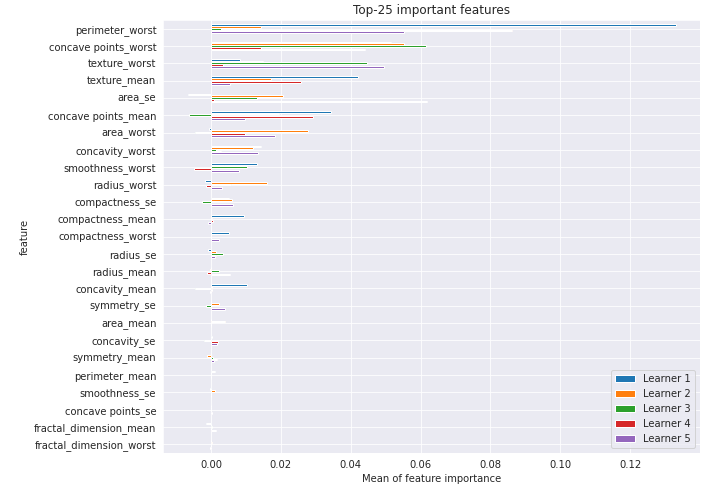 Top-25 important features
perimeter_worst
concave points_worst
texture_worst
texture_mean
area_se
concave points_mean
area_worst
concavity_worst
smoothness_worst
radius_worst
compactness_se
compactness_mean
compactness_worst
radius_se
radius_mean
concavity_mean
symmetry_se
area_mean
concavity_se
symmetry_mean
perimeter_mean
smoothness_se
concave points_se
fractal_dimension_mean
fractal_dimension_worst
feature
Learner 1
Learner 2
Learner 3
Learner 4
Learner 5
0.00 0.02 0.04 0.06 0.08 0.10 0.12
Mean of feature importance